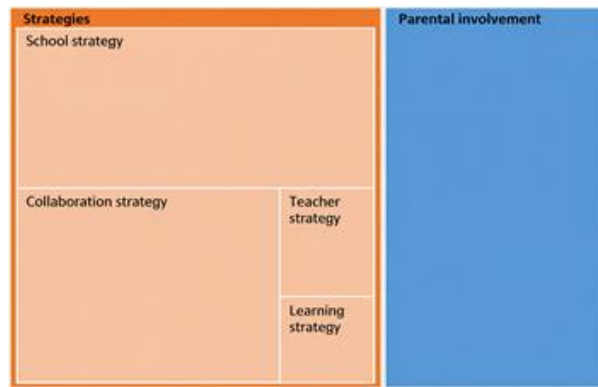 Strategies
Parental involvement
School strategy
Collaboration strategy
Teacher
strategy
Learning
strategy